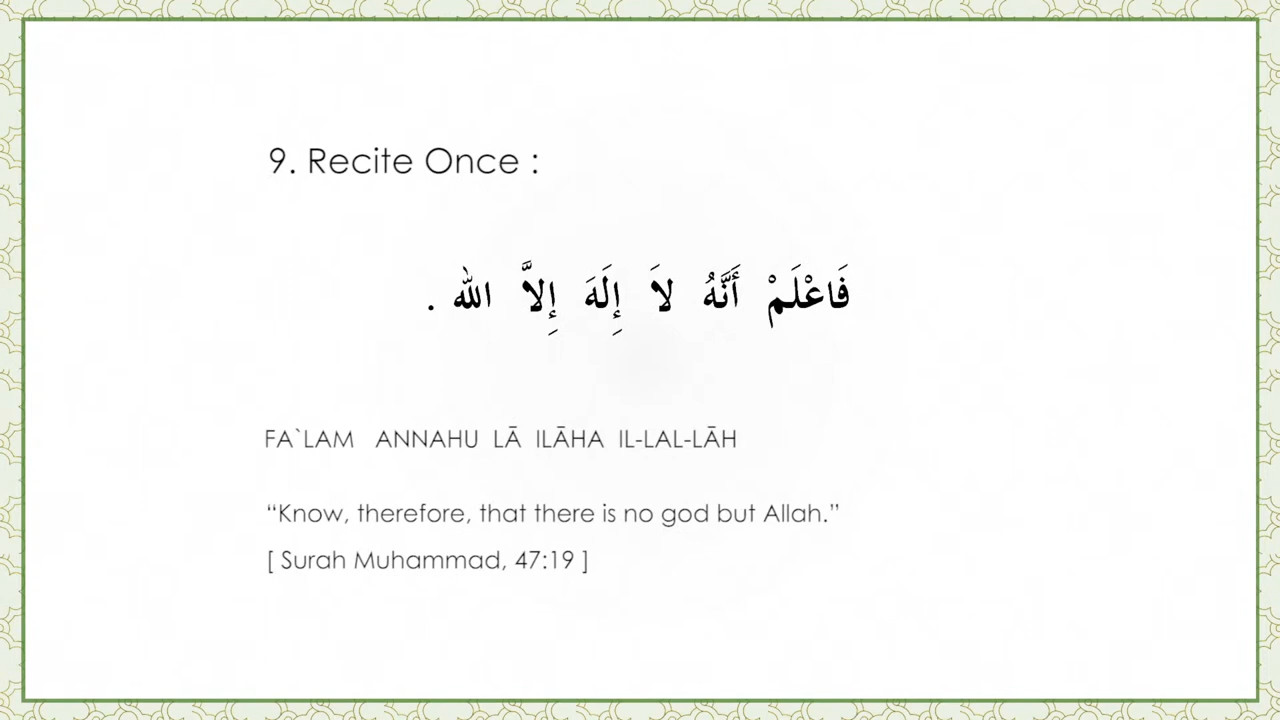 9. Recite Once :
فَاعْلَمْ أَنَّهُ لاَ إِلَهَ إِلاَّ الله .
FA`LAM ANNAHU LĀ ILĀHA IL-LAL-LĀH
“Know, therefore, that there is no god but Allah.”
[ Surah Muhammad, 47:19 ]